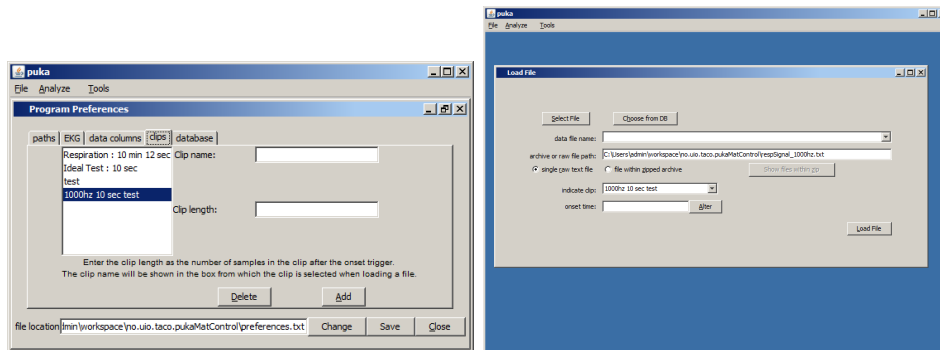 puka
File Analyze Tools
Program Preferences
paths EKG data columns clips database
Respiration : 10 min 12 sec Clip name:
Ideal Test : 10 sec
test
1000hz 10 sec test
Clip length:
Enter the clip length as the number of samples in the clip after the onset trigger.
The clip name will be shown in the box from which the clip is selected when loading a file.
Delete Add
file location lmin\workspace\no.uio.taco.pukaMatControl\preferences.txt Change Save Close
puka
File Analyze Tools
Load File
Select File Choose from DB
data file name:
archive or raw file path: C:\Users\admin\workspace\no.uio.taco.pukaMatControl\respSignal_1000hz.txt
single raw text file file within zipped archive Show files within zip
indicate clip: 1000hz 10 sec test
onset time: Alter
Load File